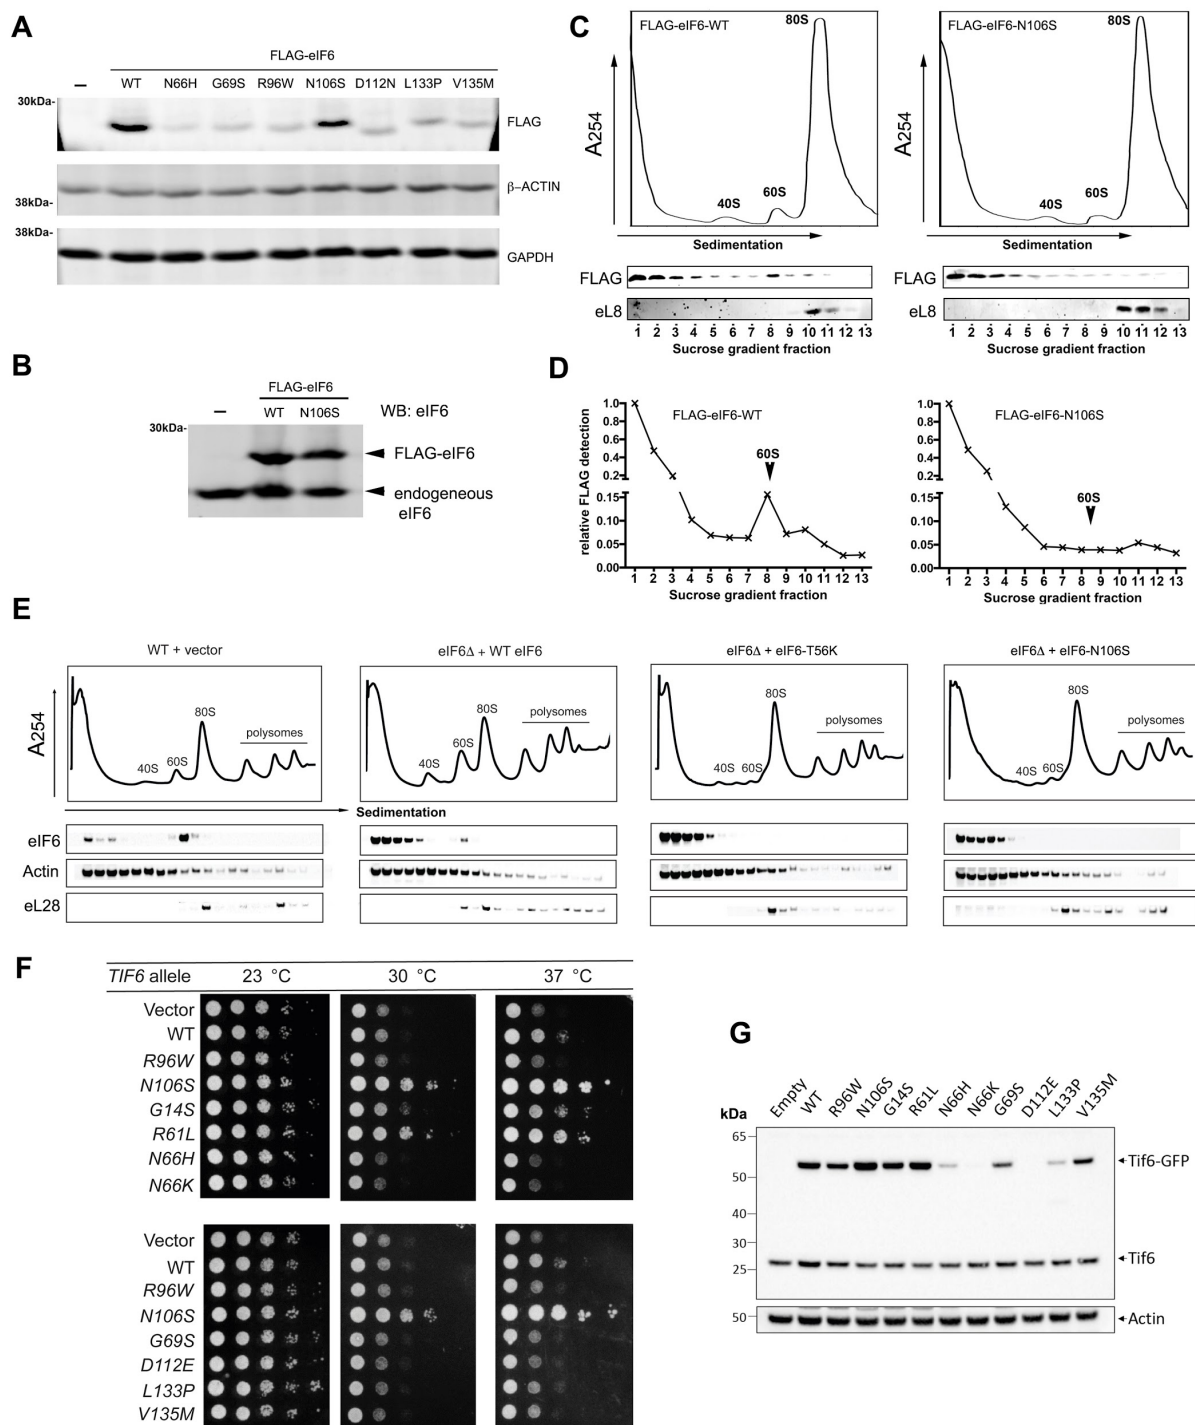 A
FLAG-eIF6
– WT N66H G69S R96W N106S D112N L133P V135M
30kDa-
FLAG
β–ACTIN
38kDa-
38kDa-
GAPDH
B
FLAG-eIF6
– WT N106S WB: eIF6
30kDa-
FLAG-eIF6
endogeneous
eIF6
C
FLAG-eIF6-WT
A254
40S 60S 80S
Sedimentation
FLAG
eL8
1 2 3 4 5 6 7 8 9 10 11 12 13
Sucrose gradient fraction
FLAG-eIF6-N106S
A254
40S 60S 80S
Sedimentation
FLAG
eL8
1 2 3 4 5 6 7 8 9 10 11 12 13
Sucrose gradient fraction
D
relative FLAG detection
FLAG-eIF6-WT
60S
1.0
0.8
0.6
0.4
0.2
0.15
0.10
0.05
0.00
1 2 3 4 5 6 7 8 9 10 11 12 13
Sucrose gradient fraction
FLAG-eIF6-N106S
60S
1.0
0.8
0.6
0.4
0.2
0.15
0.10
0.05
0.00
1 2 3 4 5 6 7 8 9 10 11 12 13
Sucrose gradient fraction
E
WT + vector
A254
40S 60S 80S polysomes
Sedimentation
eIF6
Actin
eL28
eIF6Δ + WT eIF6
40S 60S 80S polysomes
eIF6Δ + eIF6-T56K
40S 60S 80S polysomes
eIF6Δ + eIF6-N106S
40S 60S 80S polysomes
F
TIF6 allele 23 °C 30 °C 37 °C
Vector
WT
R96W
N106S
G14S
R61L
N66H
N66K
Vector
WT
R96W
N106S
G69S
D112E
L133P
V135M
G
Empty WT R96W N106S G14S R61L N66H N66K G69S D112E L133P V135M
kDa
65
50
40
30
25
50
Tif6-GFP
Tif6
Actin